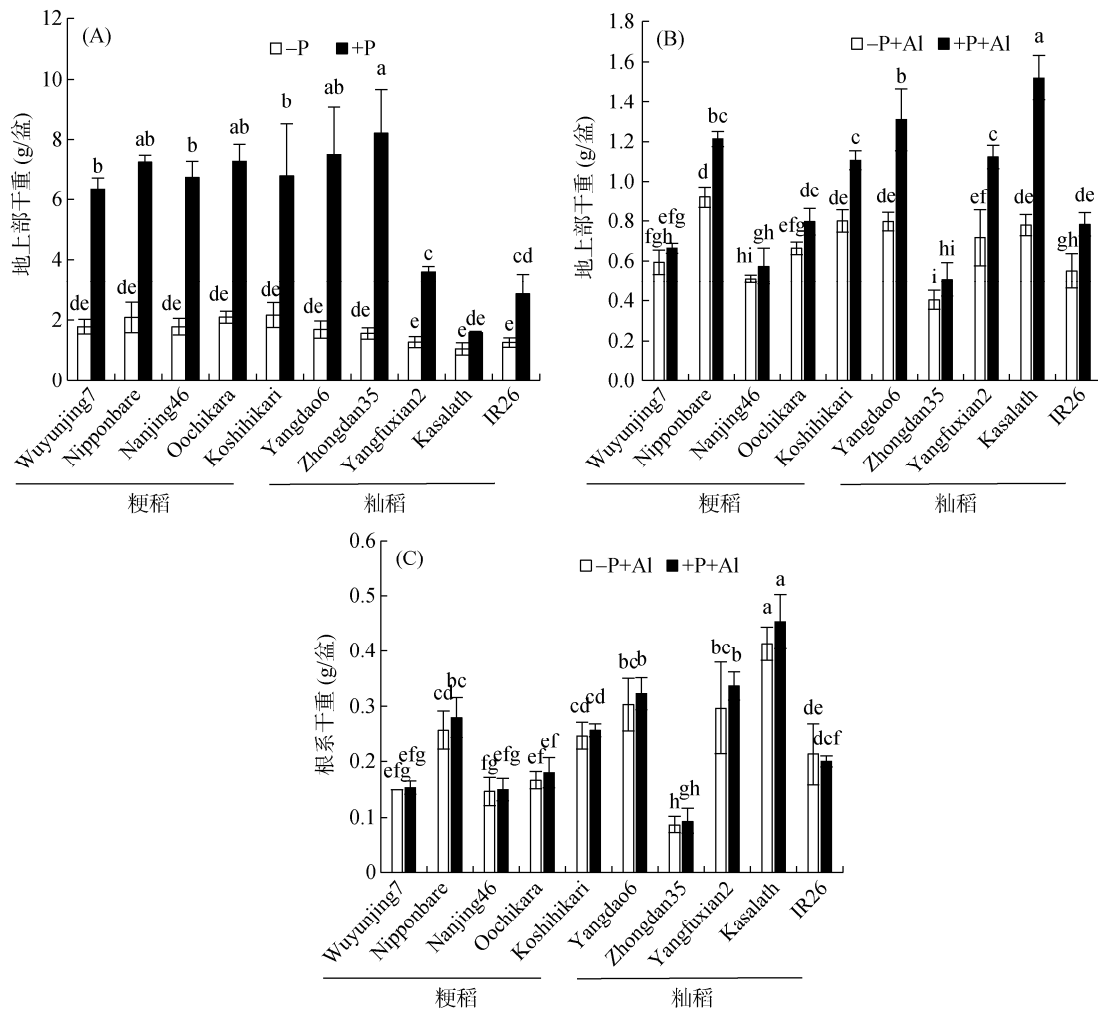 (A)
−P +P
地上部干重 (g/盆)
12
10
8
6
4
2
0
de b de ab de b de ab de b de ab de a e c e de e cd
Wuyunjing7 Nipponbare Nanjing46 Oochikara Koshihikari Yangdao6 Zhongdan35 Yangfuxian2 Kasalath IR26
粳稻 籼稻
(B)
−P+Al +P+Al
地上部干重 (g/盆)
1.8
1.6
1.4
1.2
1.0
0.8
0.6
0.4
0.2
0.0
fgh efg d bc hi gh efg dc de c de b i hi ef c de a gh de
Wuyunjing7 Nipponbare Nanjing46 Oochikara Koshihikari Yangdao6 Zhongdan35 Yangfuxian2 Kasalath IR26
粳稻 籼稻
(C)
−P+Al +P+Al
根系干重 (g/盆)
0.6
0.5
0.4
0.3
0.2
0.1
0
efg efg cd bc fg efg ef ef cd cd bc b h gh bc b a a de dcf
Wuyunjing7 Nipponbare Nanjing46 Oochikara Koshihikari Yangdao6 Zhongdan35 Yangfuxian2 Kasalath IR26
粳稻 籼稻